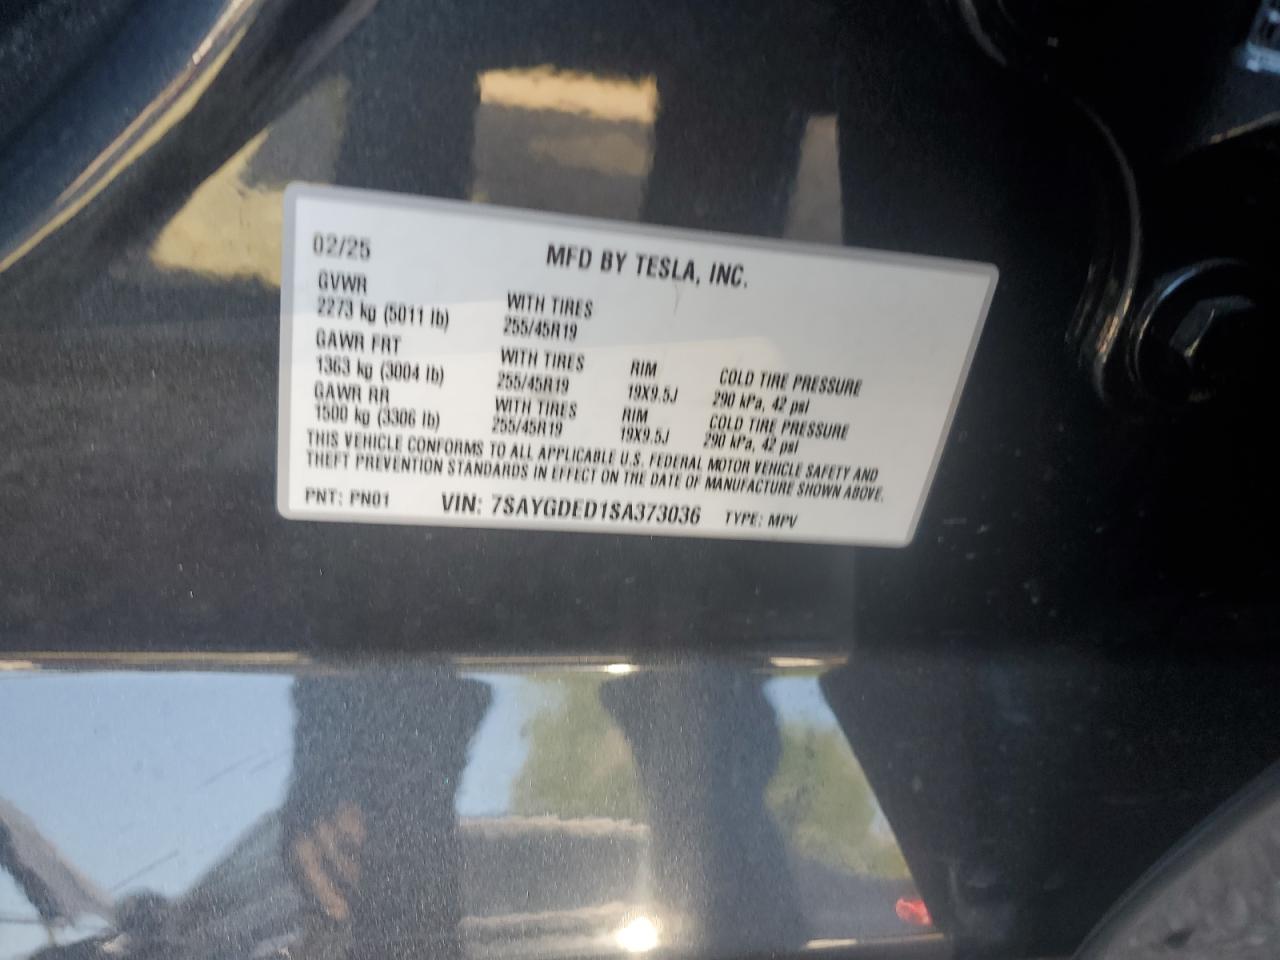 02/25 MFD BY TESLA, INC.
GVWR
2273 kg (5011 lb) WITH TIRES
255/45R19
GAWR FRT WITH TIRES RIM COLD TIRE PRESSURE
1363 kg (3004 lb) 255/45R19 19X9.5J 290 kPa, 42 psi
GAWR RR WITH TIRES RIM COLD TIRE PRESSURE
1500 kg (3306 lb) 255/45R19 19X9.5J 290 kPa, 42 psi
THIS VEHICLE CONFORMS TO ALL APPLICABLE U.S. FEDERAL MOTOR VEHICLE SAFETY AND
THEFT PREVENTION STANDARDS IN EFFECT ON THE DATE OF MANUFACTURE SHOWN ABOVE.
PNT: PN01 VIN: 7SAYGDED1SA373036 TYPE: MPV